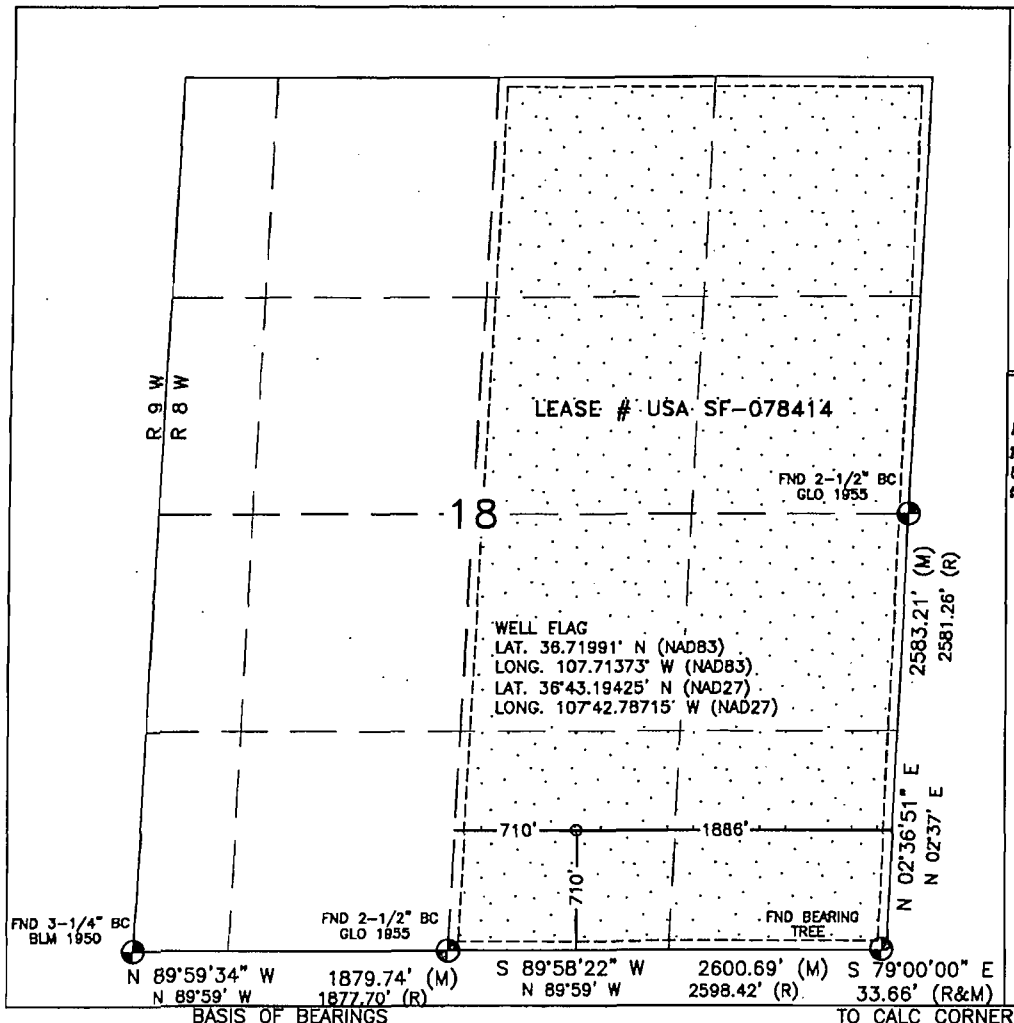 R 9 W
R 8 W
LEASE # USA SF-078414
FND 2-1/2" BC
GLO 1955
18
2583.21' (M)
2581.26' (R)
WELL FLAG
LAT. 36.71991' N (NAD83)
LONG. 107.71373' W (NAD83)
LAT. 36°43.19425' N (NAD27)
LONG. 107°42.78715' W (NAD27)
N 02°36'51" E
N 02°37' E
710'
1886'
710'
FND 3-1/4" BC
BLM 1950
FND 2-1/2" BC
GLO 1955
FND BEARING
TREE
N 89°59'34" W 1879.74' (M) S 89°58'22" W 2600.69' (M) S 79°00'00" E
N 89°59' W 1877.70' (R) N 89°59' W 2598.42' (R) 33.66' (R&M)
BASIS OF BEARINGS TO CALC CORNER